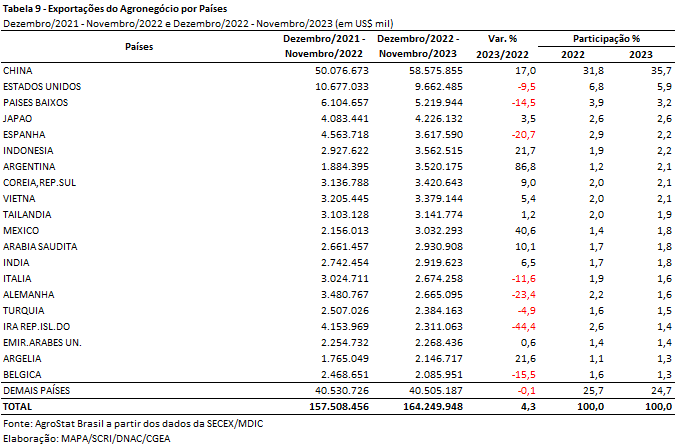 Tabela 9 - Exportações do Agronegócio por Países
Dezembro/2021 - Novembro/2022 e Dezembro/2022 - Novembro/2023 (em US$ mil)
Países Dezembro/2021 - Novembro/2022 Dezembro/2022 - Novembro/2023 Var. % 2023/2022 Participação %
2022 2023
CHINA 50.076.673 58.575.855 17,0 31,8 35,7
ESTADOS UNIDOS 10.677.033 9.662.485 -9,5 6,8 5,9
PAISES BAIXOS 6.104.657 5.219.944 -14,5 3,9 3,2
JAPAO 4.083.441 4.226.132 3,5 2,6 2,6
ESPANHA 4.563.718 3.617.590 -20,7 2,9 2,2
INDONESIA 2.927.622 3.562.515 21,7 1,9 2,2
ARGENTINA 1.884.395 3.520.175 86,8 1,2 2,1
COREIA,REP.SUL 3.136.788 3.420.643 9,0 2,0 2,1
VIETNA 3.205.445 3.379.144 5,4 2,0 2,1
TAILANDIA 3.103.128 3.141.774 1,2 2,0 1,9
MEXICO 2.156.013 3.032.293 40,6 1,4 1,8
ARABIA SAUDITA 2.661.457 2.930.908 10,1 1,7 1,8
INDIA 2.742.454 2.919.623 6,5 1,7 1,8
ITALIA 3.024.711 2.674.258 -11,6 1,9 1,6
ALEMANHA 3.480.767 2.665.095 -23,4 2,2 1,6
TURQUIA 2.507.026 2.384.163 -4,9 1,6 1,5
IRA REP.ISL.DO 4.153.969 2.311.063 -44,4 2,6 1,4
EMIR.ARABES UN. 2.254.732 2.268.436 0,6 1,4 1,4
ARGELIA 1.765.049 2.146.717 21,6 1,1 1,3
BELGICA 2.468.651 2.085.951 -15,5 1,6 1,3
DEMAIS PAÍSES 40.530.726 40.505.187 -0,1 25,7 24,7
TOTAL 157.508.456 164.249.948 4,3 100,0 100,0
Fonte: AgroStat Brasil a partir dos dados da SECEX/MDIC
Elaboração: MAPA/SCRI/DNAC/CGEA